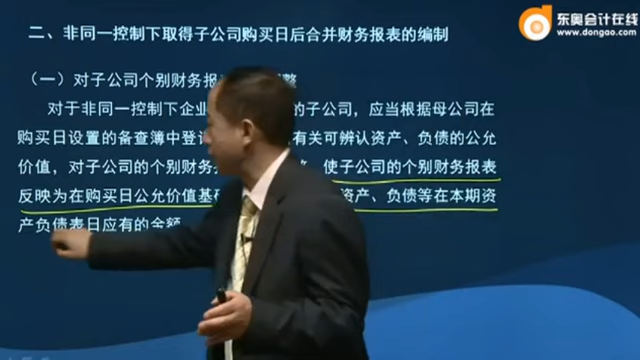 东奥会计在线
www.dongao.com
二、非同一控制下取得子公司购买日后合并财务报表的编制
（一）对子公司个别财务报 整
对于非同一控制下企业 的子公司，应当根据母公司在
购买日设置的备查簿中登 有关可辨认资产、负债的公允
价值，对子公司的个别财务 使子公司的个别财务报表
反映为在购买日公允价值基 资产、负债等在本期资
产负债表日应有的金额